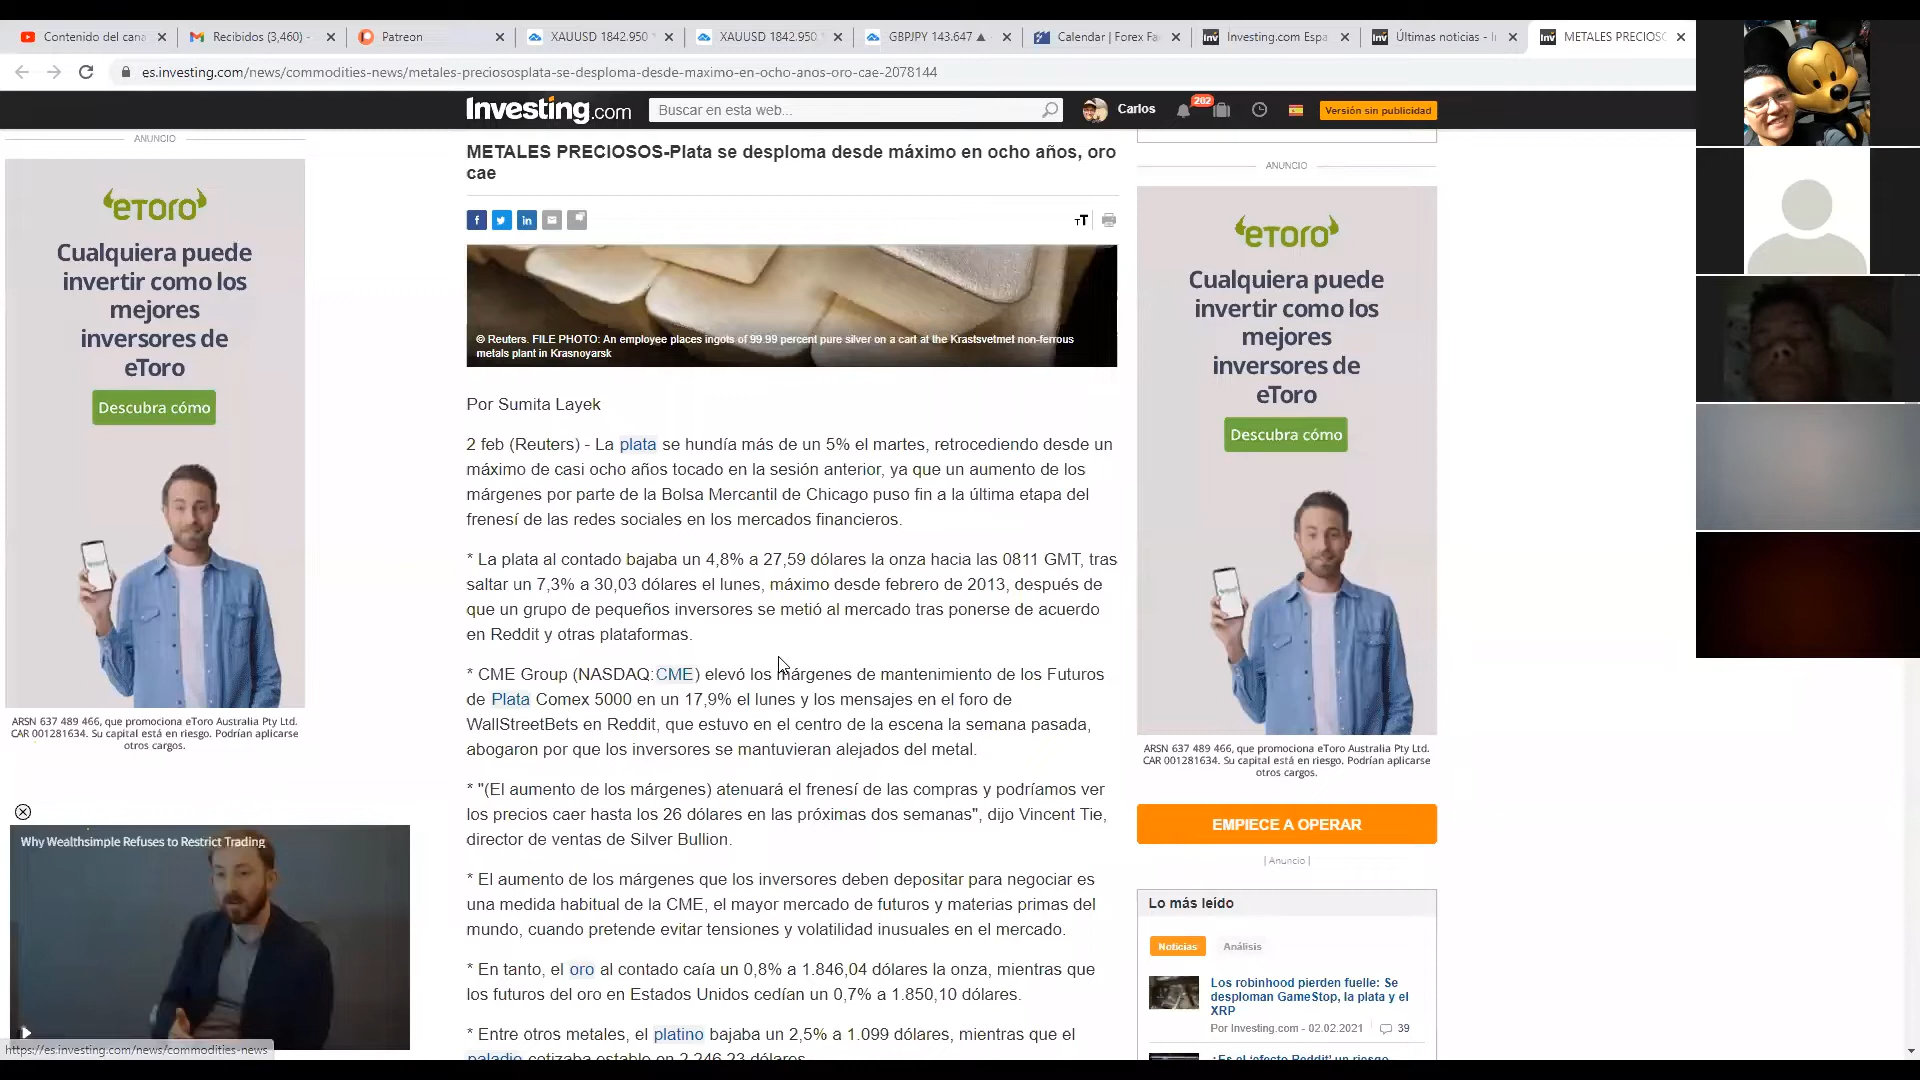 Contenido del cana
Recibidos (3,460) -
Patreon
XAUUSD 1842.950
XAUUSD 1842.950
GBPJPY 143.647 ▲
Calendar | Forex Fa
Investing.com Espa
Últimas noticias - I
METALES PRECIOSO
es.investing.com/news/commodities-news/metales-preciososplata-se-desploma-desde-maximo-en-ocho-anos-oro-cae-2078144
Investing.com
Buscar en esta web...
Carlos
202
Versión sin publicidad
ANUNCIO
eToro
Cualquiera puede
invertir como los
mejores
inversores de
eToro
Descubra cómo
ARSN 637 489 466, que promociona eToro Australia Pty Ltd.
CAR 001281634. Su capital está en riesgo. Podrían aplicarse
otros cargos.
Why Wealthsimple Refuses to Restrict Trading
https://es.investing.com/news/commodities-news
METALES PRECIOSOS-Plata se desploma desde máximo en ocho años, oro
cae
f
in
TT
© Reuters. FILE PHOTO: An employee places ingots of 99.99 percent pure silver on a cart at the Krastsvetmet non-ferrous
metals plant in Krasnoyarsk
Por Sumita Layek
2 feb (Reuters) - La plata se hundía más de un 5% el martes, retrocediendo desde un
máximo de casi ocho años tocado en la sesión anterior, ya que un aumento de los
márgenes por parte de la Bolsa Mercantil de Chicago puso fin a la última etapa del
frenesí de las redes sociales en los mercados financieros.
* La plata al contado bajaba un 4,8% a 27,59 dólares la onza hacia las 0811 GMT, tras
saltar un 7,3% a 30,03 dólares el lunes, máximo desde febrero de 2013, después de
que un grupo de pequeños inversores se metió al mercado tras ponerse de acuerdo
en Reddit y otras plataformas.
* CME Group (NASDAQ:CME) elevó los márgenes de mantenimiento de los Futuros
de Plata Comex 5000 en un 17,9% el lunes y los mensajes en el foro de
WallStreetBets en Reddit, que estuvo en el centro de la escena la semana pasada,
abogaron por que los inversores se mantuvieran alejados del metal.
* "(El aumento de los márgenes) atenuará el frenesí de las compras y podríamos ver
los precios caer hasta los 26 dólares en las próximas dos semanas", dijo Vincent Tie,
director de ventas de Silver Bullion.
* El aumento de los márgenes que los inversores deben depositar para negociar es
una medida habitual de la CME, el mayor mercado de futuros y materias primas del
mundo, cuando pretende evitar tensiones y volatilidad inusuales en el mercado.
* En tanto, el oro al contado caía un 0,8% a 1.846,04 dólares la onza, mientras que
los futuros del oro en Estados Unidos cedían un 0,7% a 1.850,10 dólares.
* Entre otros metales, el platino bajaba un 2,5% a 1.099 dólares, mientras que el
paladio cotizaba estable en 2.246,23 dólares
ANUNCIO
eToro
Cualquiera puede
invertir como los
mejores
inversores de
eToro
Descubra cómo
ARSN 637 489 466, que promociona eToro Australia Pty Ltd.
CAR 001281634. Su capital está en riesgo. Podrían aplicarse
otros cargos.
EMPIECE A OPERAR
| Anuncio |
Lo más leído
Noticias
Análisis
Los robinhood pierden fuelle: Se
desploman GameStop, la plata y el
XRP
Por Investing.com - 02.02.2021
39
¿Es el 'efecto Reddit' un riesgo